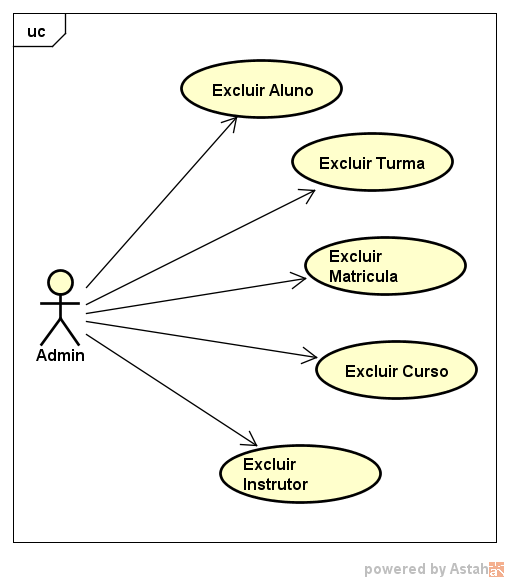 uc
Excluir Aluno
Excluir Turma
Excluir
Matricula
Admin
Excluir Curso
Excluir
Instrutor
powered by Astah